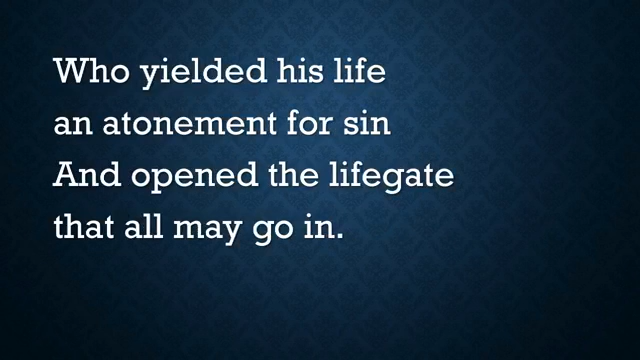 Who yielded his life
an atonement for sin
And opened the lifegate
that all may go in.